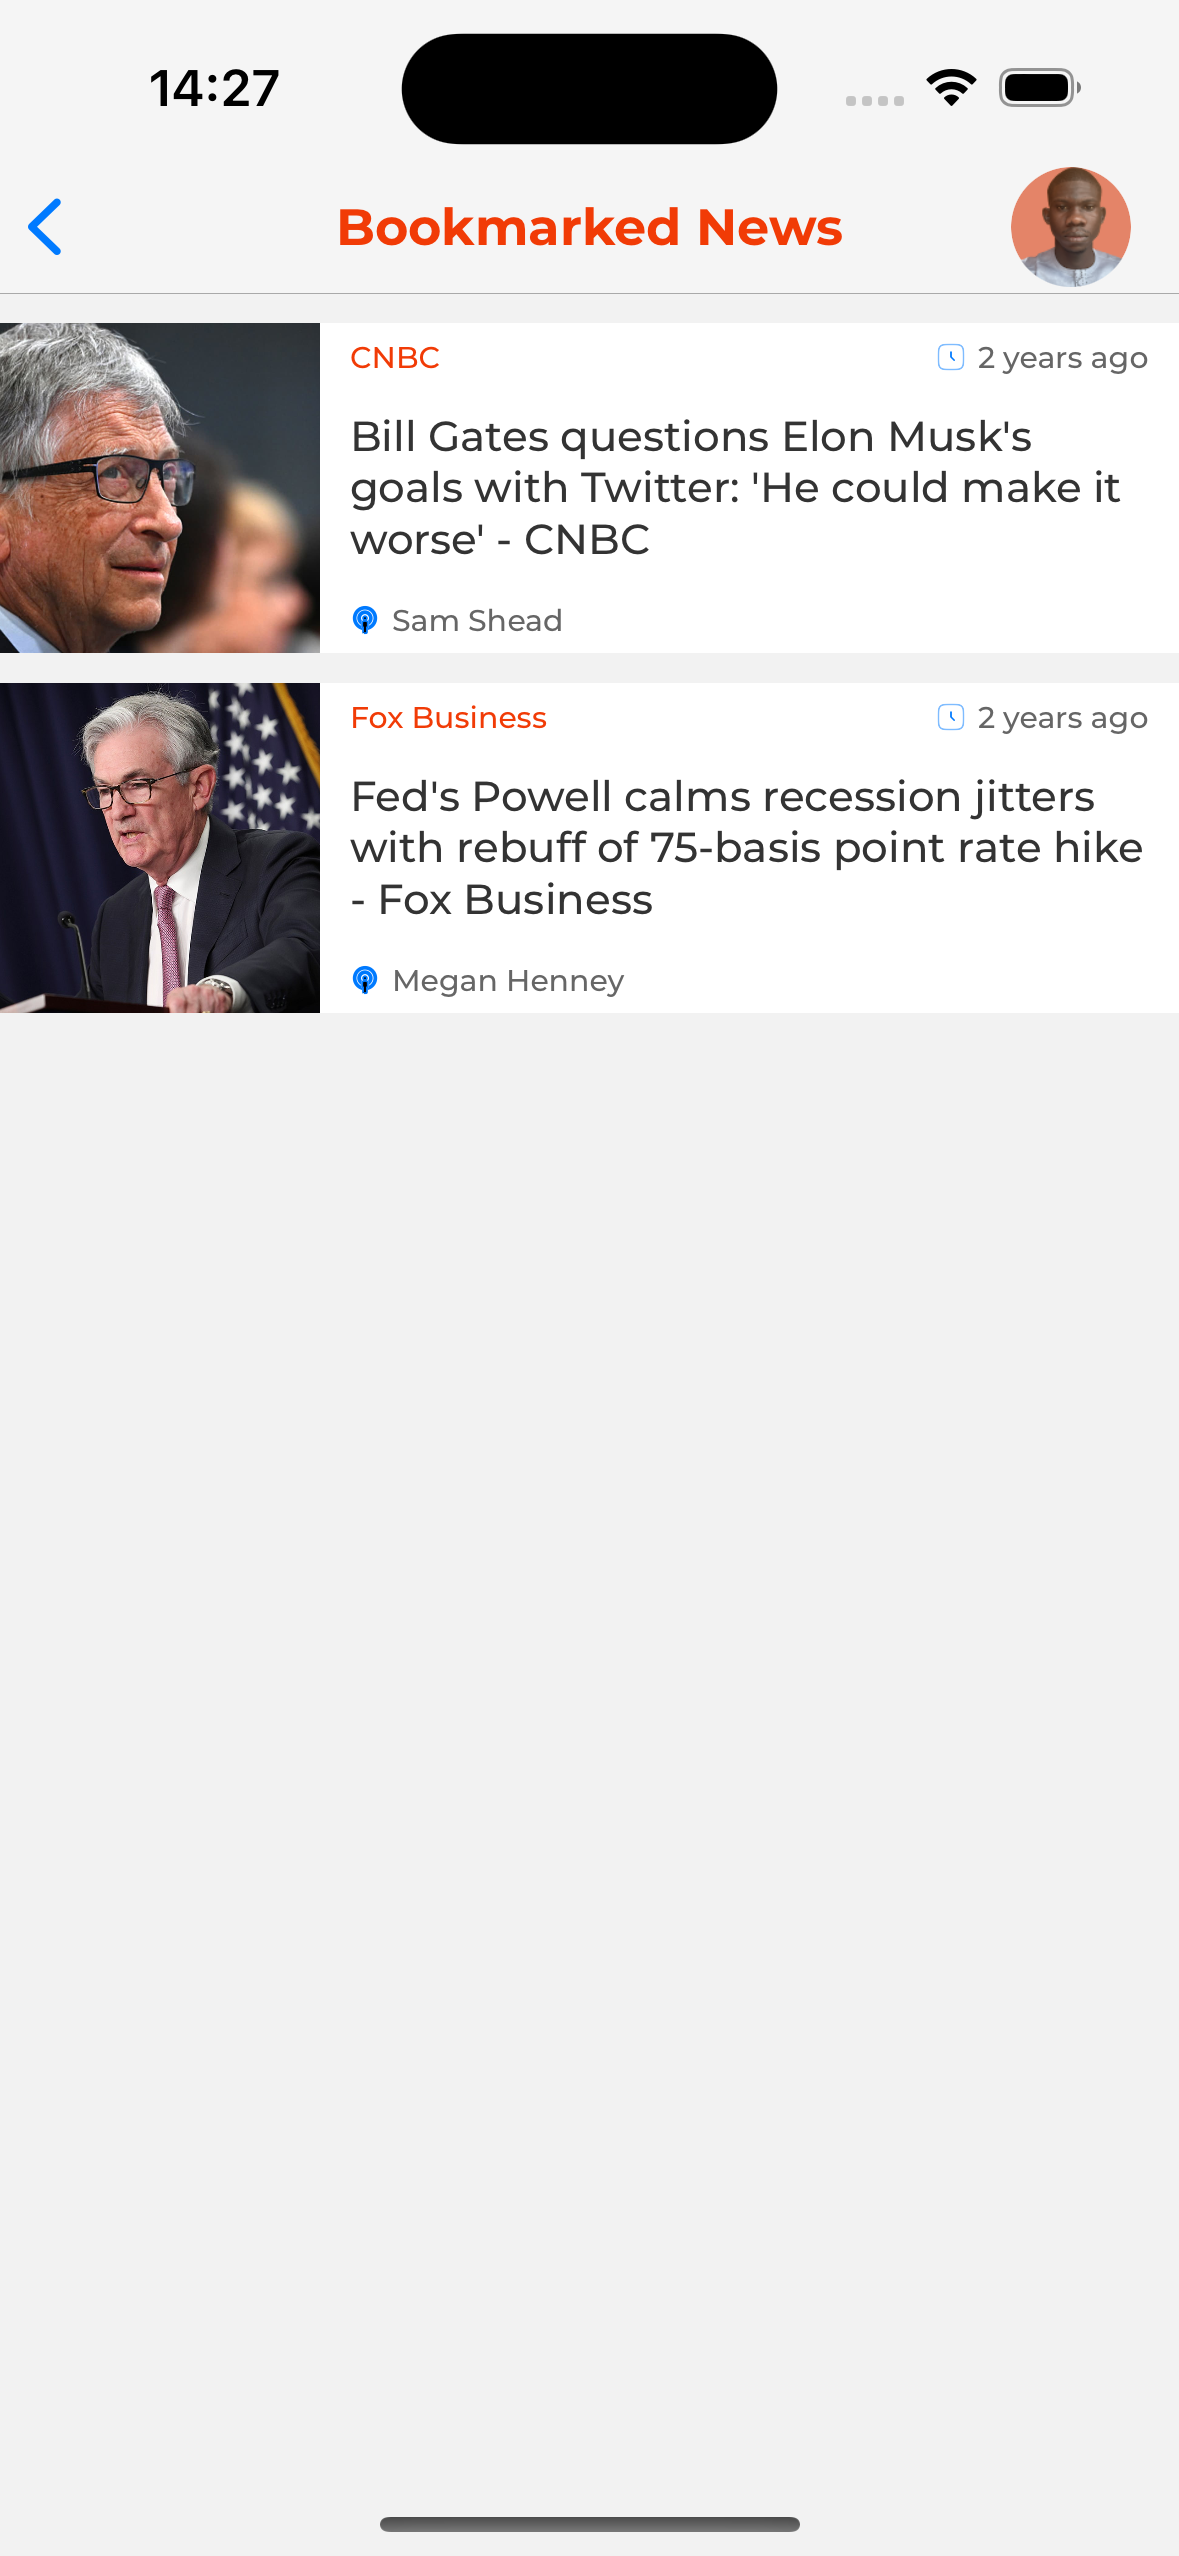 14:27
Bookmarked News
CNBC
2 years ago
Bill Gates questions Elon Musk's
goals with Twitter: 'He could make it
worse' - CNBC
Sam Shead
Fox Business
2 years ago
Fed's Powell calms recession jitters
with rebuff of 75-basis point rate hike
- Fox Business
Megan Henney